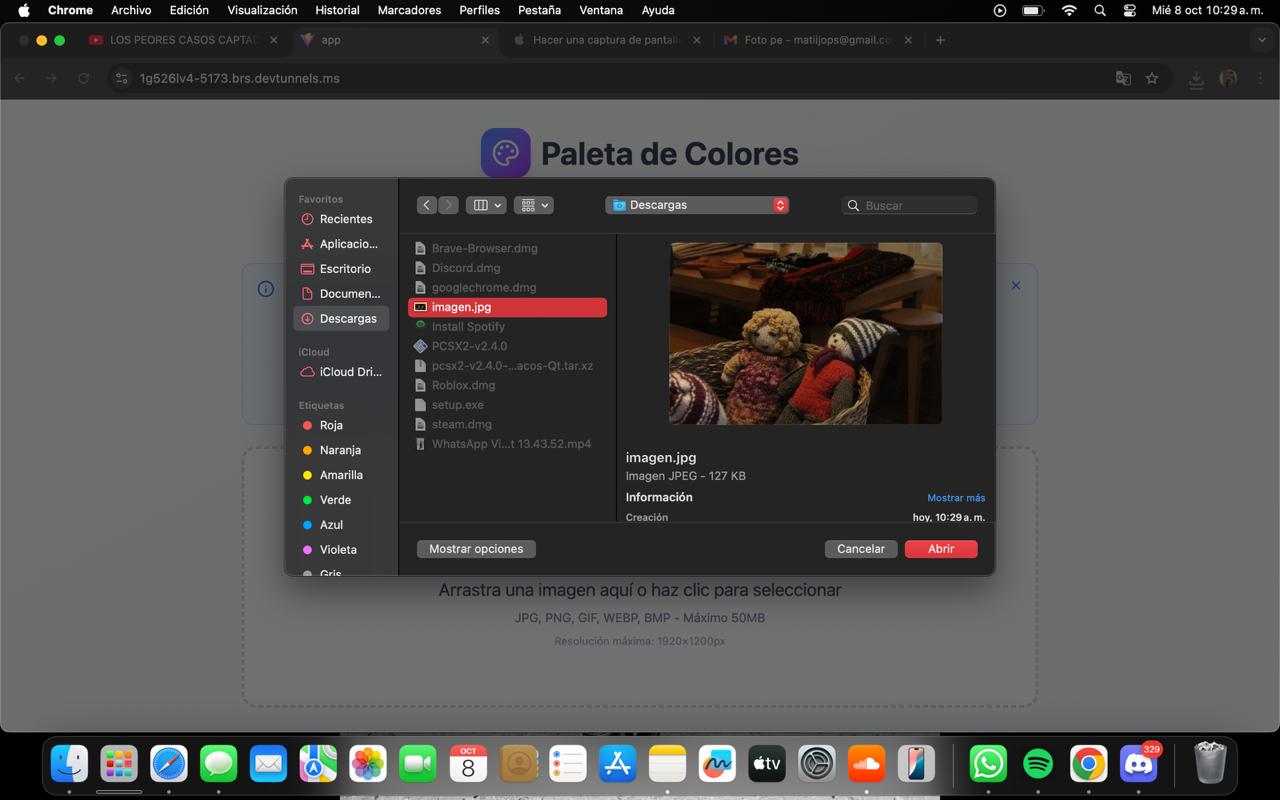 Chrome Archivo Edición Visualización Historial Marcadores Perfiles Pestaña Ventana Ayuda Mié 8 oct 10:29 a. m.
LOS PEORES CASOS CAPTAD app Hacer una captura de pantall Foto pe - matiijops@gmail.co
1g526lv4-5173.brs.devtunnels.ms
Paleta de Colores
Favoritos
Recientes
Aplicacio...
Escritorio
Documen...
Descargas
iCloud
iCloud Dri...
Etiquetas
Roja
Naranja
Amarilla
Verde
Azul
Violeta
Gris
Descargas
Buscar
Brave-Browser.dmg
Discord.dmg
googlechrome.dmg
imagen.jpg
Install Spotify
PCSX2-v2.4.0
pcsx2-v2.4.0-...acos-Qt.tar.xz
Roblox.dmg
setup.exe
steam.dmg
WhatsApp Vi...t 13.43.52.mp4
imagen.jpg
Imagen JPEG - 127 KB
Información Mostrar más
Creación hoy, 10:29 a. m.
Mostrar opciones Cancelar Abrir
Arrastra una imagen aquí o haz clic para seleccionar
JPG, PNG, GIF, WEBP, BMP - Máximo 50MB
Resolución máxima: 1920×1200px
OCT
8
tv
329